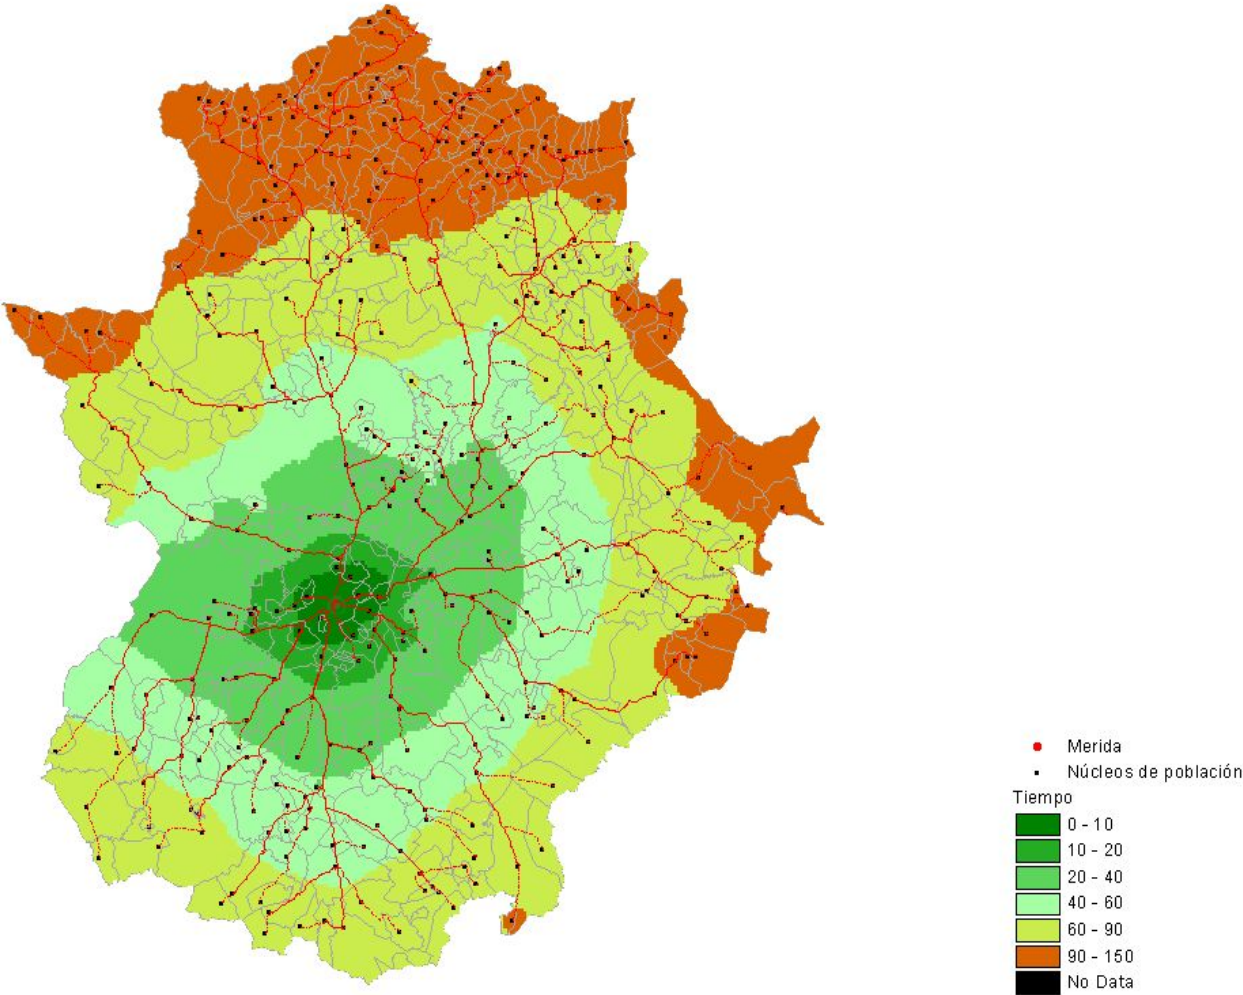 Merida
Núcleos de población
Tiempo
0 - 10
10 - 20
20 - 40
40 - 60
60 - 90
90 - 150
No Data